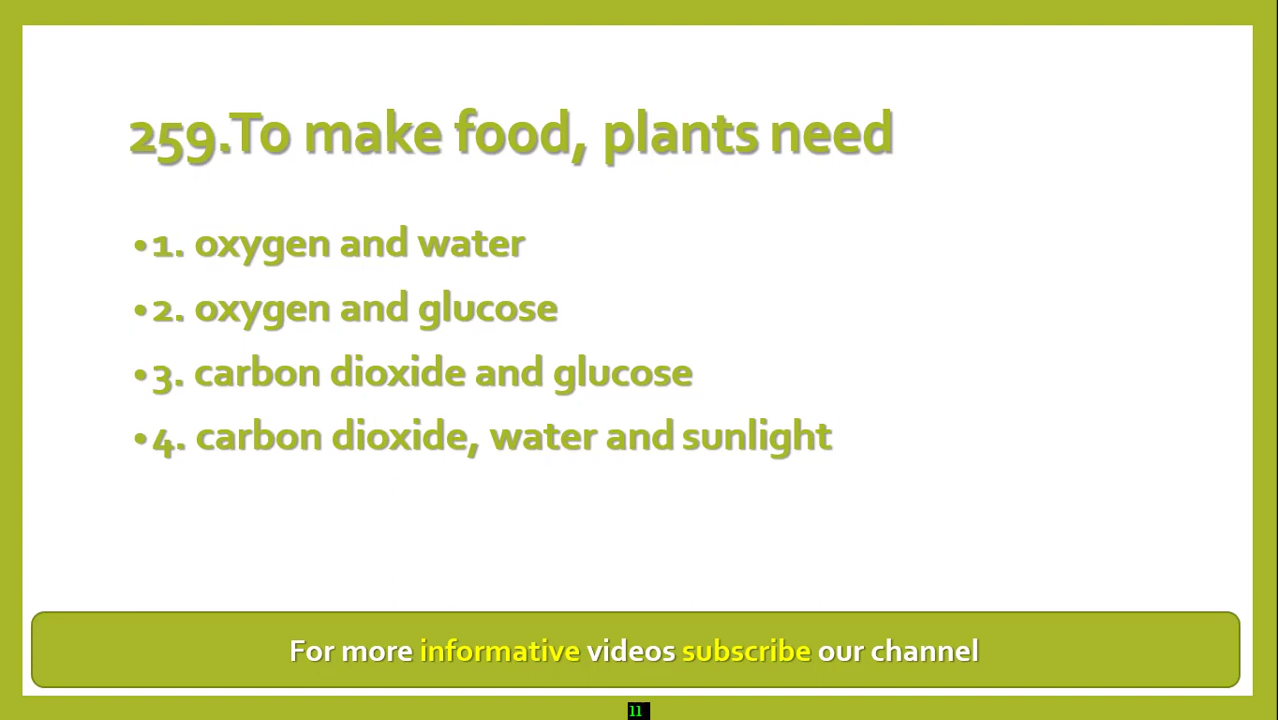 259.To make food, plants need
•1. oxygen and water
•2. oxygen and glucose
•3. carbon dioxide and glucose
•4. carbon dioxide, water and sunlight
For more informative videos subscribe our channel
11